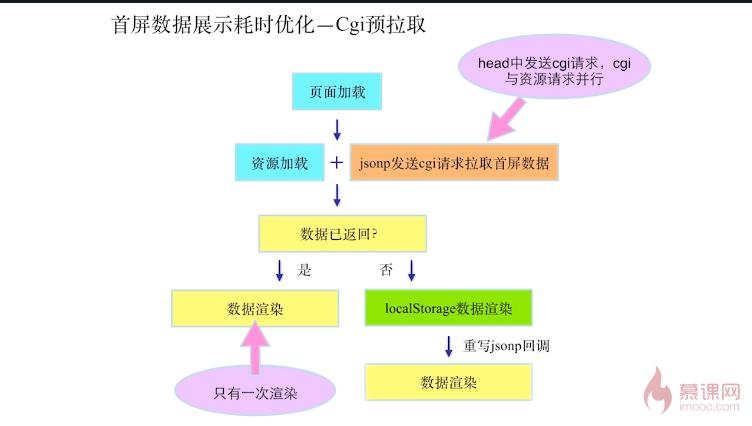 首屏数据展示耗时优化—Cgi预拉取
head中发送cgi请求，cgi
与资源请求并行
页面加载
资源加载
+
jsonp发送cgi请求拉取首屏数据
数据已返回?
是
否
数据渲染
localStorage数据渲染
重写jsonp回调
只有一次渲染
数据渲染
慕课网
imooc.com